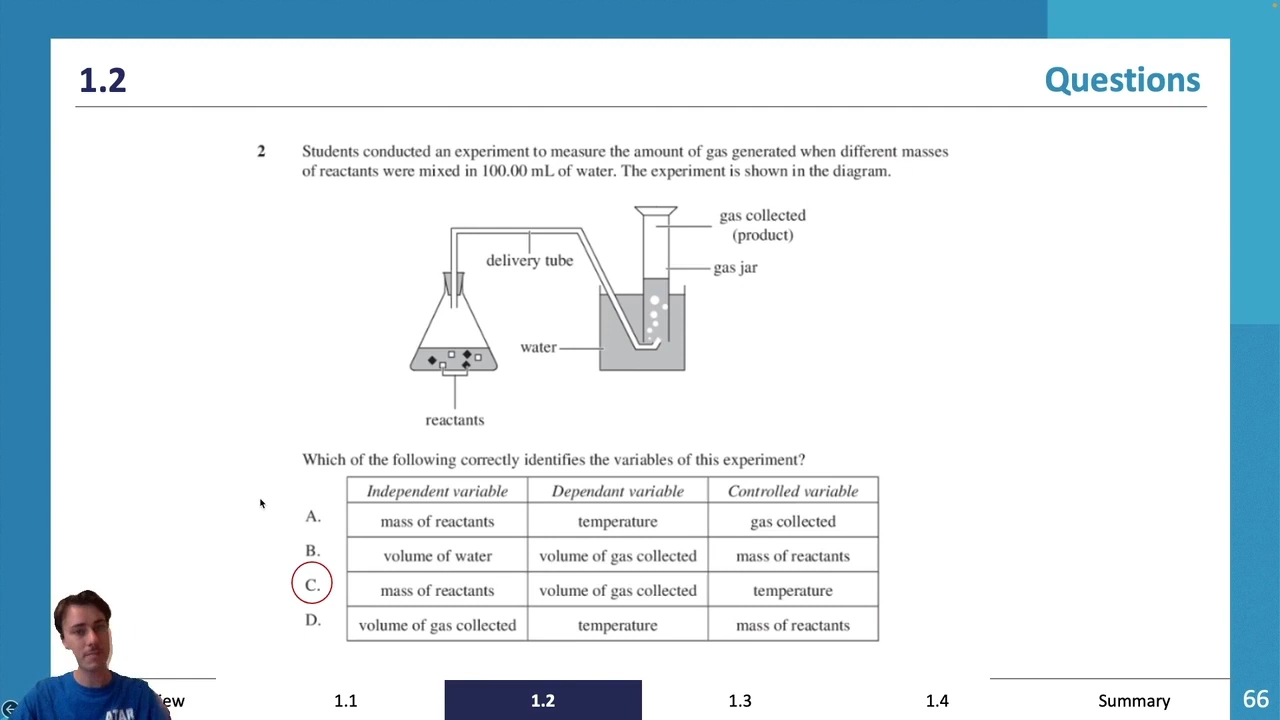 1.2
Questions
2 Students conducted an experiment to measure the amount of gas generated when different masses
of reactants were mixed in 100.00 mL of water. The experiment is shown in the diagram.
gas collected
(product)
delivery tube
gas jar
water
reactants
Which of the following correctly identifies the variables of this experiment?
Independent variable Dependant variable Controlled variable
A. mass of reactants temperature gas collected
B. volume of water volume of gas collected mass of reactants
C. mass of reactants volume of gas collected temperature
D. volume of gas collected temperature mass of reactants
ATAR
iew 1.1 1.2 1.3 1.4 Summary 66